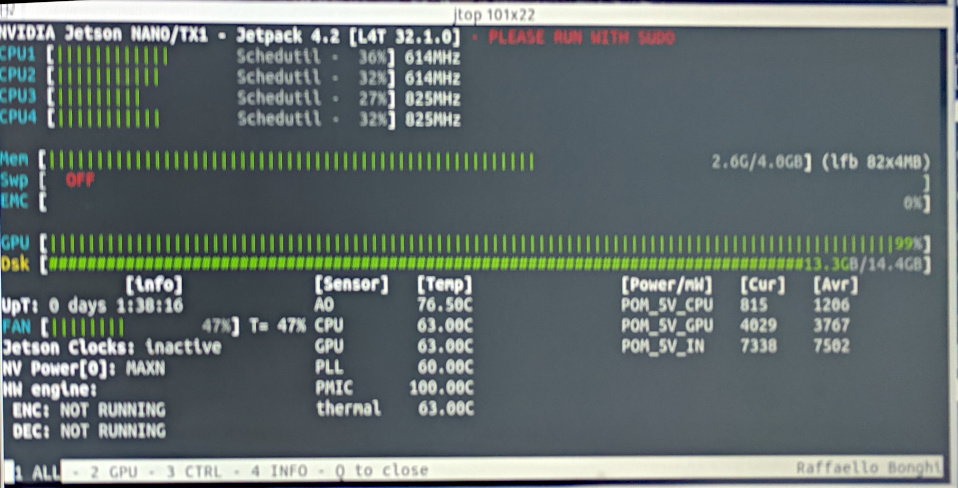 jtop 101x22
NVIDIA Jetson NANO/TX1 - Jetpack 4.2 [L4T 32.1.0] - PLEASE RUN WITH SUDO
CPU1 [|||||||||||| Schedutil - 36%] 614MHz
CPU2 [||||||||||| Schedutil - 32%] 614MHz
CPU3 [||||||||| Schedutil - 27%] 825MHz
CPU4 [||||||||||| Schedutil - 32%] 825MHz
Mem [ 2.6G/4.0GB] (lfb 82x4MB)
Swp [ OFF ]
EMC [ 0%]
GPU [ 99%]
Dsk [ 13.3GB/14.4GB]
[info] [Sensor] [Temp] [Power/mW] [Cur] [Avr]
UpT: 0 days 1:38:16 AO 76.50C POM_5V_CPU 815 1206
FAN [|||||||| 47%] T= 47% CPU 63.00C POM_5V_GPU 4029 3767
Jetson Clocks: inactive GPU 63.00C POM_5V_IN 7338 7502
NV Power[0]: MAXN PLL 60.00C
HW engine: PMIC 100.00C
ENC: NOT RUNNING thermal 63.00C
DEC: NOT RUNNING
1 ALL - 2 GPU - 3 CTRL - 4 INFO - Q to close Raffaello Bonghi